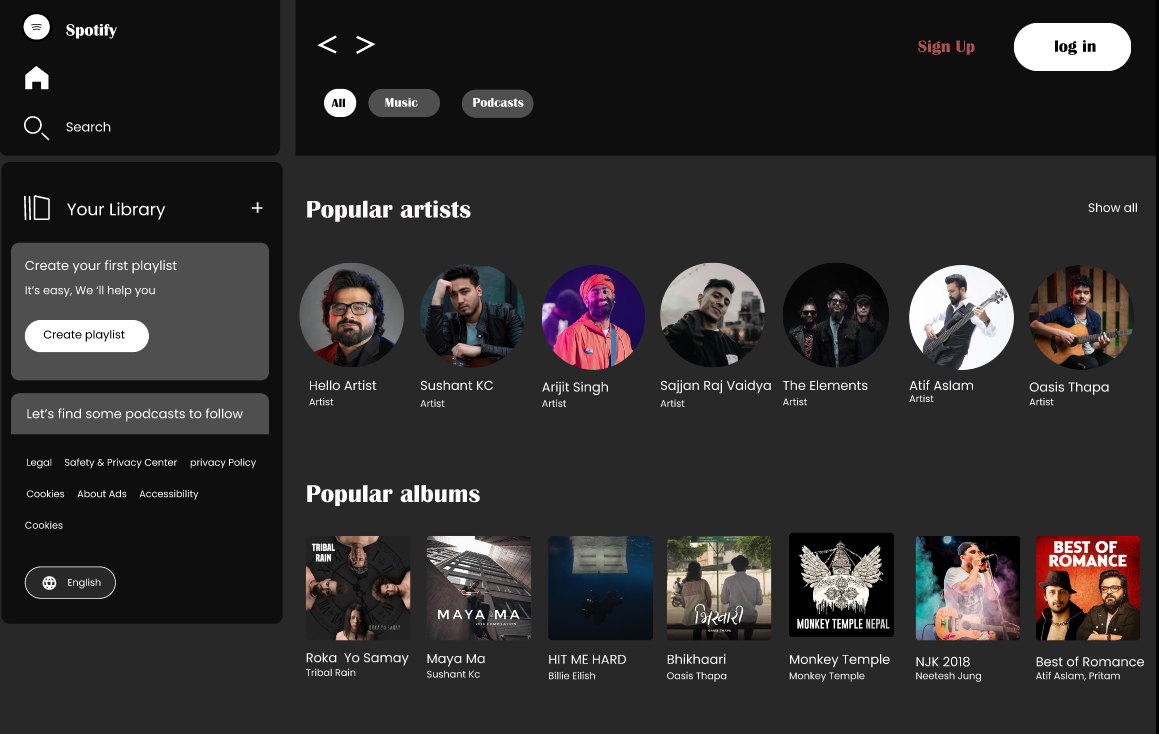 Spotify
Search
Your Library +
Create your first playlist
It's easy, We 'll help you
Create playlist
Let's find some podcasts to follow
Legal Safety & Privacy Center privacy Policy
Cookies About Ads Accessibility
Cookies
English
< >
Sign Up log in
All Music Podcasts
Popular artists Show all
Hello Artist
Artist
Sushant KC
Artist
Arijit Singh
Artist
Sajjan Raj Vaidya
Artist
The Elements
Artist
Atif Aslam
Artist
Oasis Thapa
Artist
Popular albums
TRIBAL
RAIN
Roka Yo Samay
Tribal Rain
MAYA MA
Maya Ma
Sushant Kc
HIT ME HARD
Billie Eilish
भिखारी
OASIS THAPA
Bhikhaari
Oasis Thapa
MONKEY TEMPLE NEPAL
Monkey Temple
Monkey Temple
NJK 2018
Neetesh Jung
BEST OF
ROMANCE
Best of Romance
Atif Aslam, Pritam